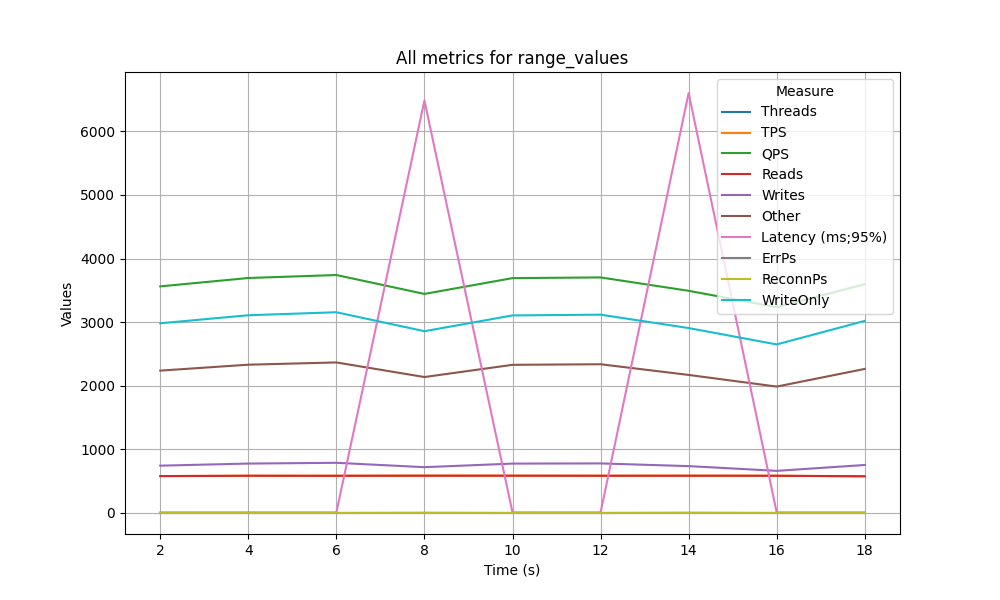 All metrics for range_values
Measure
Threads
TPS
QPS
Reads
Writes
Other
Latency (ms;95%)
ErrPs
ReconnPs
WriteOnly
6000
5000
4000
3000
2000
1000
0
Values
2 4 6 8 10 12 14 16 18
Time (s)